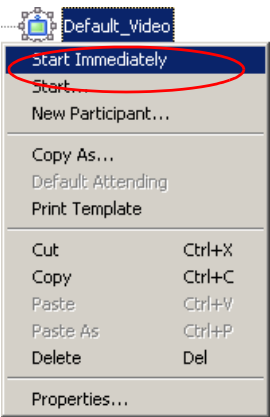 Default_Video
Start Immediately
Start...
New Participant...
Copy As...
Default Attending
Print Template
Cut Ctrl+X
Copy Ctrl+C
Paste Ctrl+V
Paste As Ctrl+P
Delete Del
Properties...